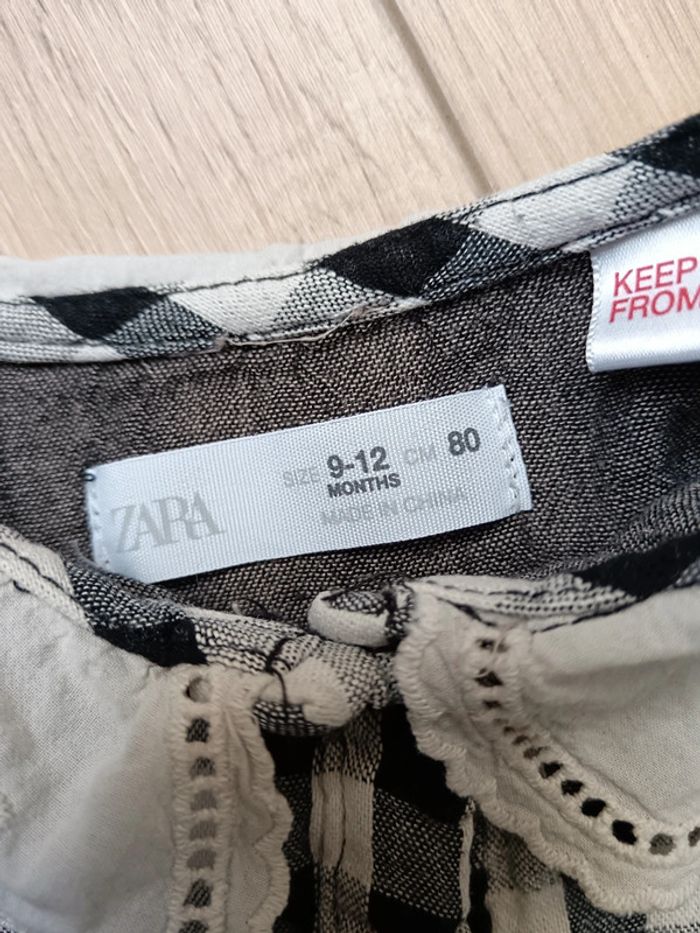 KEEP
FROM
ZARA
SIZE 9-12 MONTHS CM 80
MADE IN CHINA